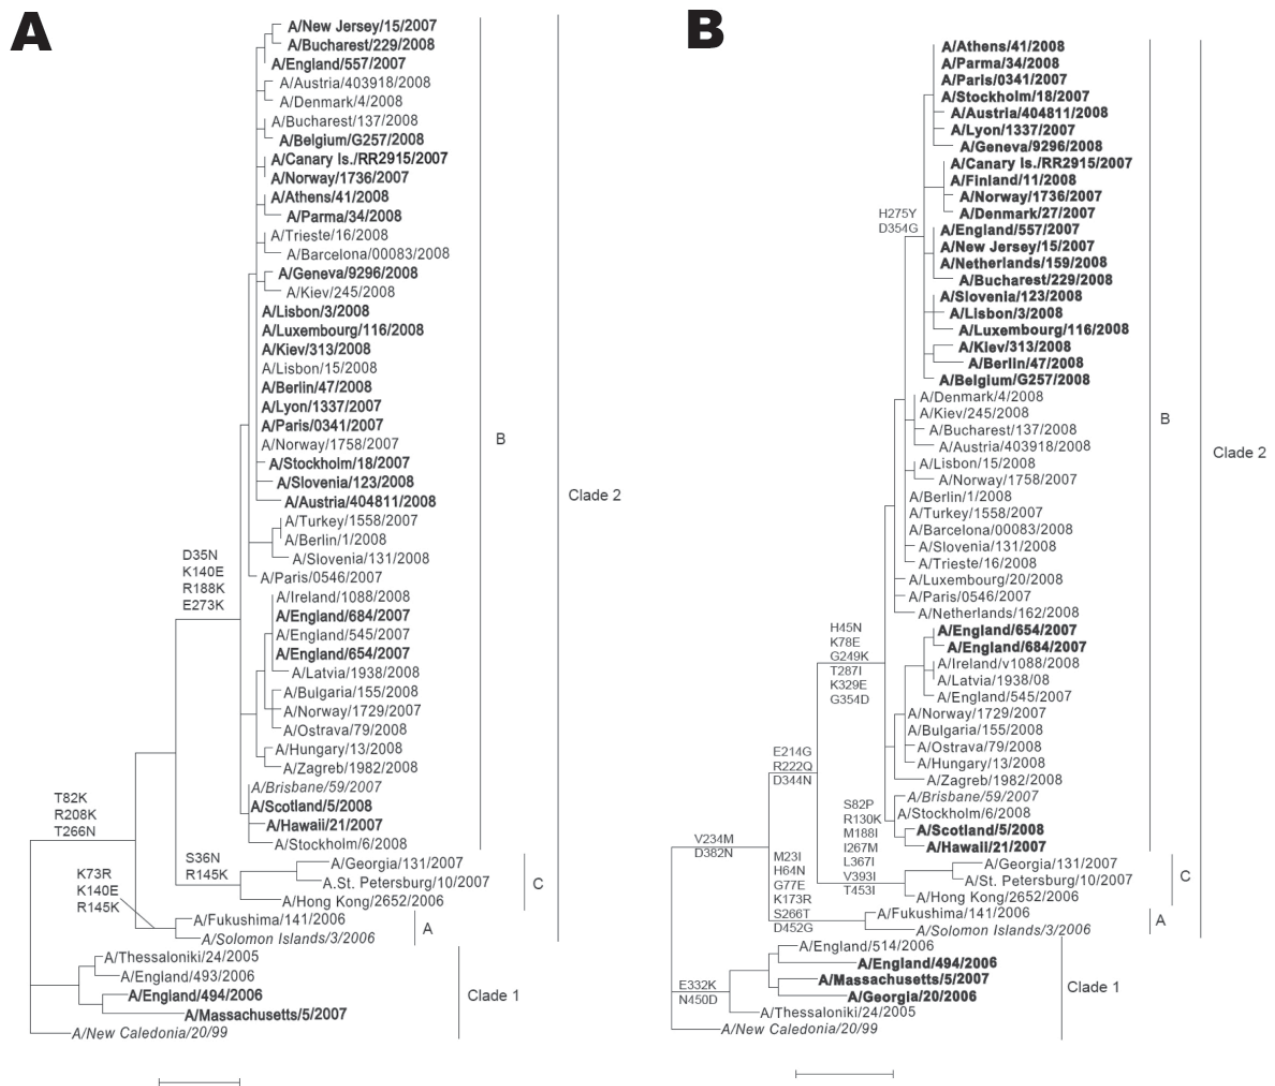 A
A/New Jersey/15/2007
A/Bucharest/229/2008
A/England/557/2007
A/Austria/403918/2008
A/Denmark/4/2008
A/Bucharest/137/2008
A/Belgium/G257/2008
A/Canary Is./RR2915/2007
A/Norway/1736/2007
A/Athens/41/2008
A/Parma/34/2008
A/Trieste/16/2008
A/Barcelona/00083/2008
A/Geneva/9296/2008
A/Kiev/245/2008
A/Lisbon/3/2008
A/Luxembourg/116/2008
A/Kiev/313/2008
A/Lisbon/15/2008
A/Berlin/47/2008
A/Lyon/1337/2007
A/Paris/0341/2007
A/Norway/1758/2007
A/Stockholm/18/2007
A/Slovenia/123/2008
A/Austria/404811/2008
A/Turkey/1558/2007
A/Berlin/1/2008
A/Slovenia/131/2008
A/Paris/0546/2007
A/Ireland/1088/2008
A/England/684/2007
A/England/545/2007
A/England/654/2007
A/Latvia/1938/2008
A/Bulgaria/155/2008
A/Norway/1729/2007
A/Ostrava/79/2008
A/Hungary/13/2008
A/Zagreb/1982/2008
A/Brisbane/59/2007
A/Scotland/5/2008
A/Hawaii/21/2007
A/Stockholm/6/2008
A/Georgia/131/2007
A.St. Petersburg/10/2007
A/Hong Kong/2652/2006
A/Fukushima/141/2006
A/Solomon Islands/3/2006
A/Thessaloniki/24/2005
A/England/493/2006
A/England/494/2006
A/Massachusetts/5/2007
A/New Caledonia/20/99
D35N
K140E
R188K
E273K
T82K
R208K
T266N
S36N
R145K
K73R
K140E
R145K
B
C
A
Clade 2
Clade 1
B
A/Athens/41/2008
A/Parma/34/2008
A/Paris/0341/2007
A/Stockholm/18/2007
A/Austria/404811/2008
A/Lyon/1337/2007
A/Geneva/9296/2008
A/Canary Is./RR2915/2007
A/Finland/11/2008
A/Norway/1736/2007
A/Denmark/27/2007
A/England/557/2007
A/New Jersey/15/2007
A/Netherlands/159/2008
A/Bucharest/229/2008
A/Slovenia/123/2008
A/Lisbon/3/2008
A/Luxembourg/116/2008
A/Kiev/313/2008
A/Berlin/47/2008
A/Belgium/G257/2008
A/Denmark/4/2008
A/Kiev/245/2008
A/Bucharest/137/2008
A/Austria/403918/2008
A/Lisbon/15/2008
A/Norway/1758/2007
A/Berlin/1/2008
A/Turkey/1558/2007
A/Barcelona/00083/2008
A/Slovenia/131/2008
A/Trieste/16/2008
A/Luxembourg/20/2008
A/Paris/0546/2007
A/Netherlands/162/2008
A/England/654/2007
A/England/684/2007
A/Ireland/v1088/2008
A/Latvia/1938/08
A/England/545/2007
A/Norway/1729/2007
A/Bulgaria/155/2008
A/Ostrava/79/2008
A/Hungary/13/2008
A/Zagreb/1982/2008
A/Brisbane/59/2007
A/Stockholm/6/2008
A/Scotland/5/2008
A/Hawaii/21/2007
A/Georgia/131/2007
A/St. Petersburg/10/2007
A/Hong Kong/2652/2006
A/Fukushima/141/2006
A/Solomon Islands/3/2006
A/England/514/2006
A/England/494/2006
A/Massachusetts/5/2007
A/Georgia/20/2006
A/Thessaloniki/24/2005
A/New Caledonia/20/99
H275Y
D354G
H45N
K78E
G249K
T287I
K329E
G354D
E214G
R222Q
D344N
S82P
R130K
M188I
I267M
L367I
V393I
T453I
V234M
D382N
M23I
H64N
G77E
K173R
S266T
D452G
E332K
N450D
B
C
A
Clade 2
Clade 1